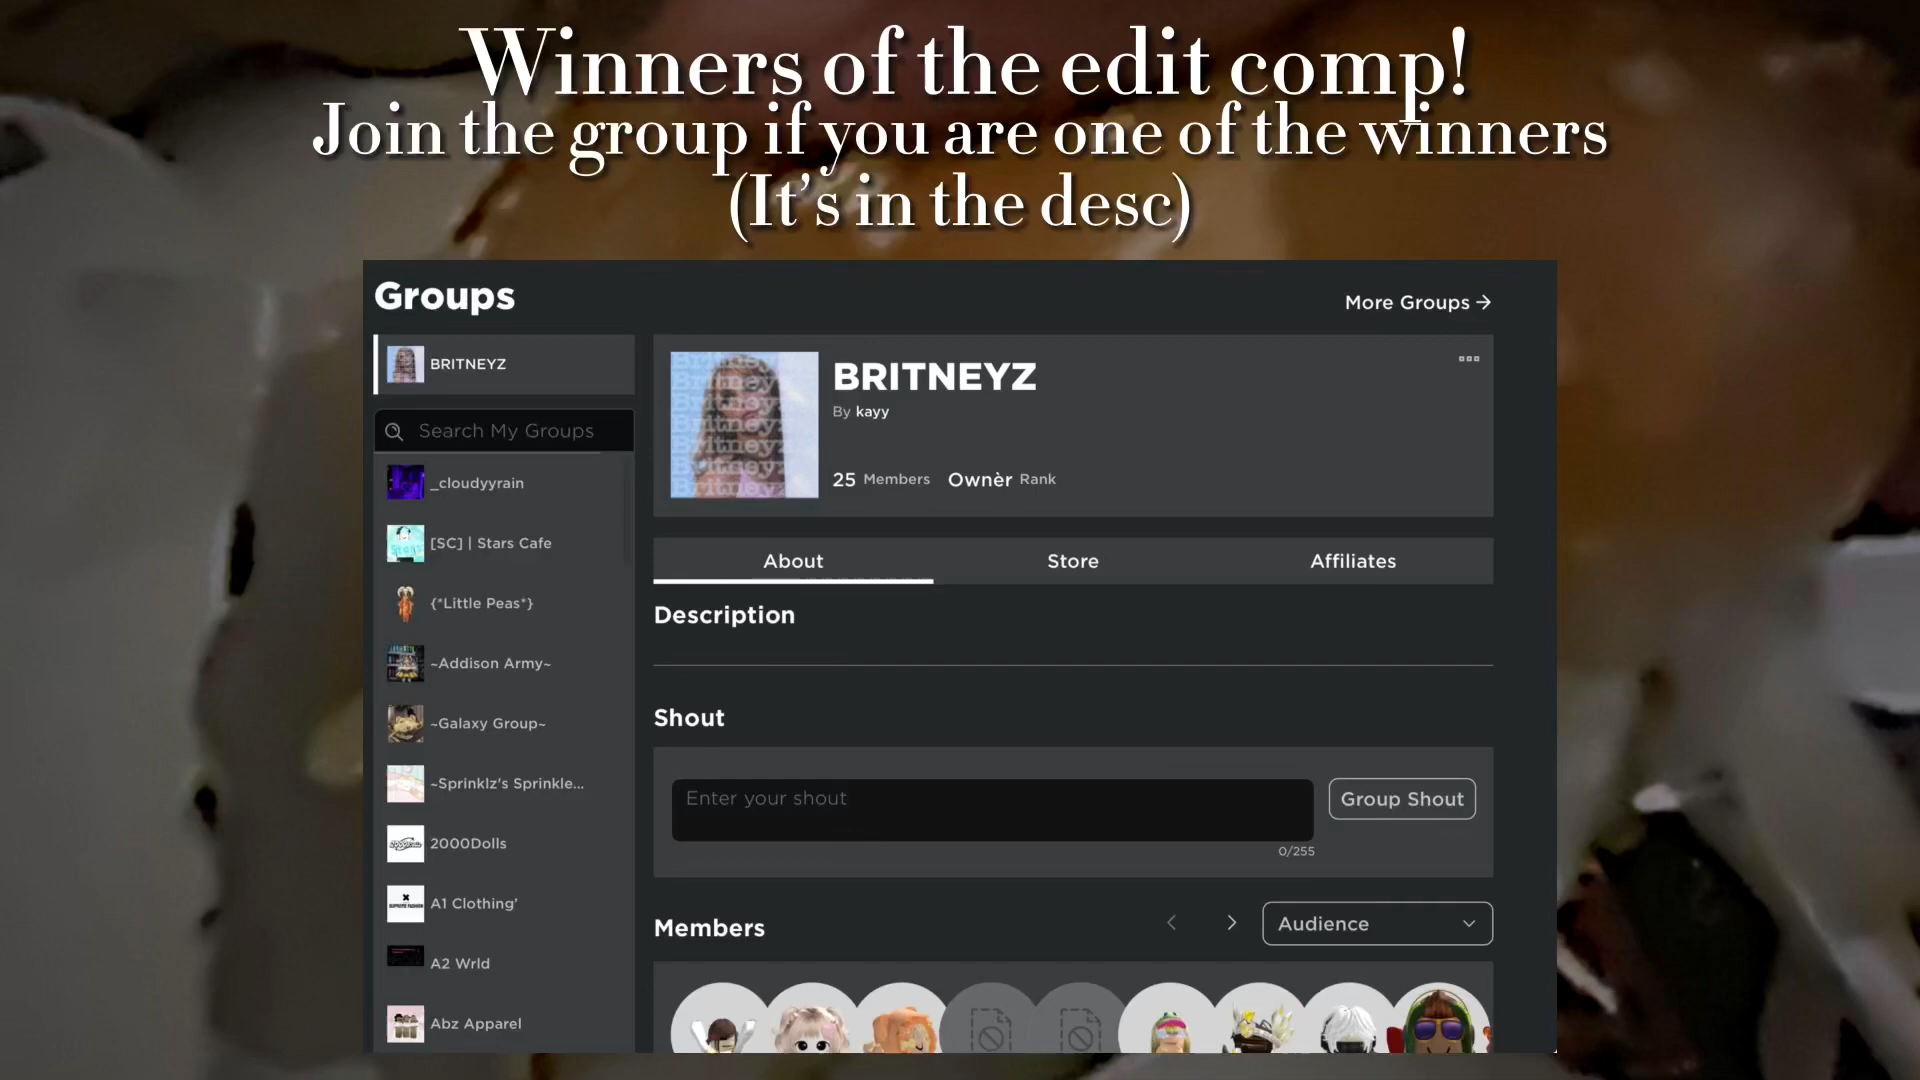 Winners of the edit comp!
Join the group if you are one of the winners
(It's in the desc)
Groups
More Groups →
BRITNEYZ
Search My Groups
_cloudyyrain
[SC] | Stars Cafe
{*Little Peas*}
~Addison Army~
~Galaxy Group~
~Sprinklz's Sprinkle...
2000Dolls
A1 Clothing'
A2 Wrld
Abz Apparel
BRITNEYZ
By kayy
25 Members Ownèr Rank
About Store Affiliates
Description
Shout
Enter your shout
Group Shout
0/255
Members
Audience